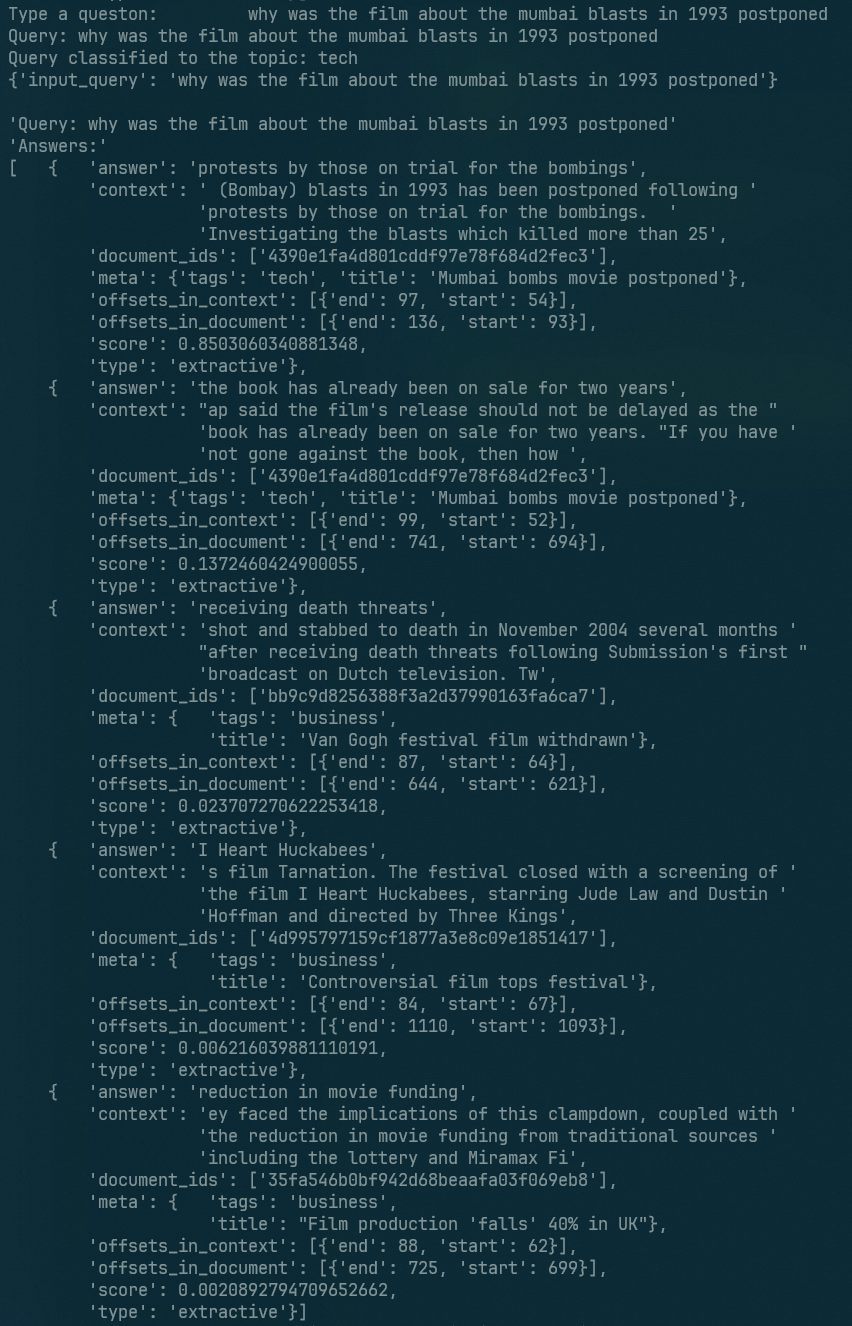 Type a queston:         why was the film about the mumbai blasts in 1993 postponed
Query: why was the film about the mumbai blasts in 1993 postponed
Query classified to the topic: tech
{'input_query': 'why was the film about the mumbai blasts in 1993 postponed'}

'Query: why was the film about the mumbai blasts in 1993 postponed'
'Answers:'
[   {   'answer': 'protests by those on trial for the bombings',
        'context': ' (Bombay) blasts in 1993 has been postponed following '
                   'protests by those on trial for the bombings.  '
                   'Investigating the blasts which killed more than 25',
        'document_ids': ['4390e1fa4d801cddf97e78f684d2fec3'],
        'meta': {'tags': 'tech', 'title': 'Mumbai bombs movie postponed'},
        'offsets_in_context': [{'end': 97, 'start': 54}],
        'offsets_in_document': [{'end': 136, 'start': 93}],
        'score': 0.8503060340881348,
        'type': 'extractive'},
    {   'answer': 'the book has already been on sale for two years',
        'context': "ap said the film's release should not be delayed as the "
                   'book has already been on sale for two years. "If you have '
                   'not gone against the book, then how ',
        'document_ids': ['4390e1fa4d801cddf97e78f684d2fec3'],
        'meta': {'tags': 'tech', 'title': 'Mumbai bombs movie postponed'},
        'offsets_in_context': [{'end': 99, 'start': 52}],
        'offsets_in_document': [{'end': 741, 'start': 694}],
        'score': 0.1372460424900055,
        'type': 'extractive'},
    {   'answer': 'receiving death threats',
        'context': 'shot and stabbed to death in November 2004 several months '
                   "after receiving death threats following Submission's first "
                   'broadcast on Dutch television. Tw',
        'document_ids': ['bb9c9d8256388f3a2d37990163fa6ca7'],
        'meta': {   'tags': 'business',
                    'title': 'Van Gogh festival film withdrawn'},
        'offsets_in_context': [{'end': 87, 'start': 64}],
        'offsets_in_document': [{'end': 644, 'start': 621}],
        'score': 0.023707270622253418,
        'type': 'extractive'},
    {   'answer': 'I Heart Huckabees',
        'context': 's film Tarnation. The festival closed with a screening of '
                   'the film I Heart Huckabees, starring Jude Law and Dustin '
                   'Hoffman and directed by Three Kings',
        'document_ids': ['4d995797159cf1877a3e8c09e1851417'],
        'meta': {   'tags': 'business',
                    'title': 'Controversial film tops festival'},
        'offsets_in_context': [{'end': 84, 'start': 67}],
        'offsets_in_document': [{'end': 1110, 'start': 1093}],
        'score': 0.006216039881110191,
        'type': 'extractive'},
    {   'answer': 'reduction in movie funding',
        'context': 'ey faced the implications of this clampdown, coupled with '
                   'the reduction in movie funding from traditional sources '
                   'including the lottery and Miramax Fi',
        'document_ids': ['35fa546b0bf942d68beaafa03f069eb8'],
        'meta': {   'tags': 'business',
                    'title': "Film production 'falls' 40% in UK"},
        'offsets_in_context': [{'end': 88, 'start': 62}],
        'offsets_in_document': [{'end': 725, 'start': 699}],
        'score': 0.0020892794709652662,
        'type': 'extractive'}]